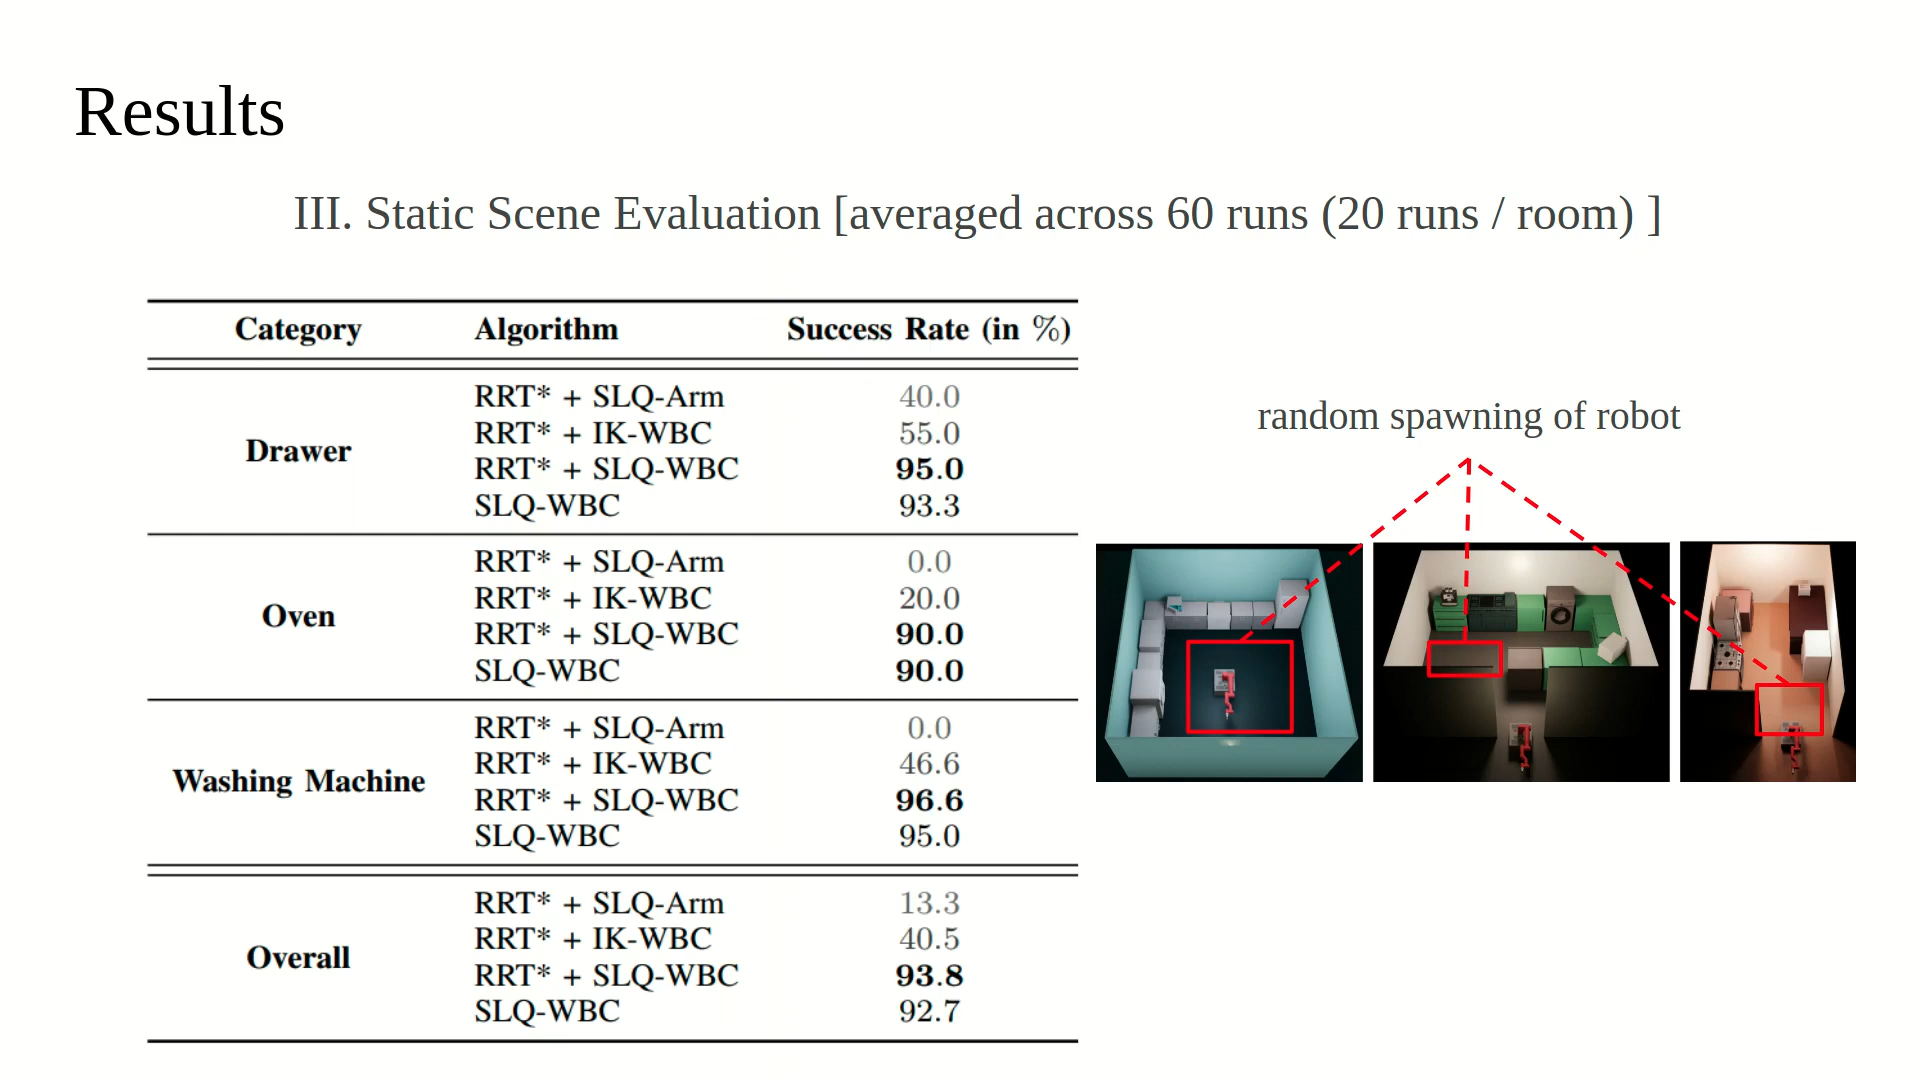 Results
III. Static Scene Evaluation [averaged across 60 runs (20 runs / room) ]
Category Algorithm Success Rate (in %)
Drawer
RRT* + SLQ-Arm 40.0
RRT* + IK-WBC 55.0
RRT* + SLQ-WBC 95.0
SLQ-WBC 93.3
Oven
RRT* + SLQ-Arm 0.0
RRT* + IK-WBC 20.0
RRT* + SLQ-WBC 90.0
SLQ-WBC 90.0
Washing Machine
RRT* + SLQ-Arm 0.0
RRT* + IK-WBC 46.6
RRT* + SLQ-WBC 96.6
SLQ-WBC 95.0
Overall
RRT* + SLQ-Arm 13.3
RRT* + IK-WBC 40.5
RRT* + SLQ-WBC 93.8
SLQ-WBC 92.7
random spawning of robot